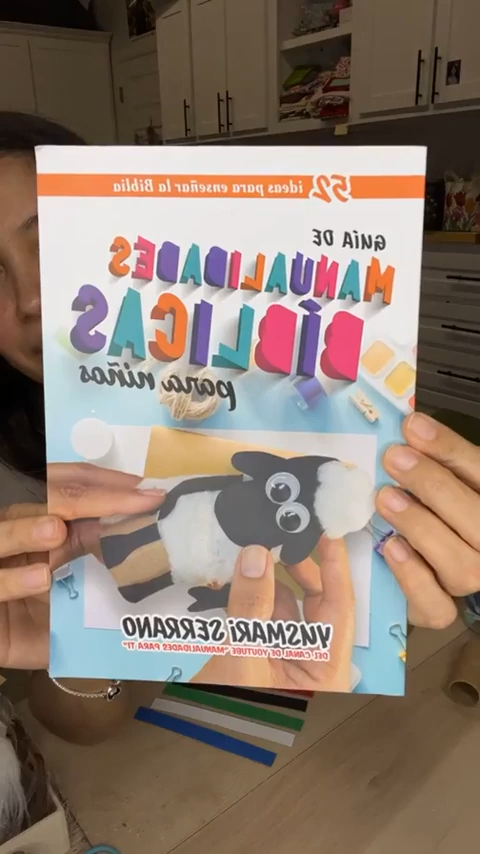 52 ideas para enseñar la Biblia
GUÍA DE
MANUALIDADES
BÍBLICAS
para niños
YUSMARi SERRANO
DEL CANAL DE YOUTUBE "MANUALIDADES PARA TI"